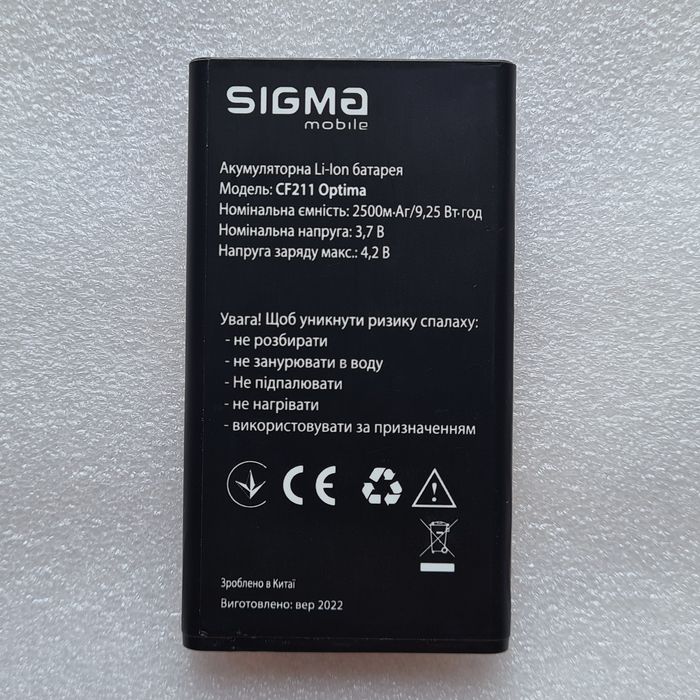 SIGMA
mobile
Акумуляторна Li-Ion батарея
Модель: CF211 Optima
Номінальна ємність: 2500м·Аг/9,25 Вт·год
Номінальна напруга: 3,7 В
Напруга заряду макс.: 4,2 В
Увага! Щоб уникнути ризику спалаху:
- не розбирати
- не занурювати в воду
- Не підпалювати
- не нагрівати
- використовувати за призначенням
CE
Зроблено в Китаї
Виготовлено: вер 2022